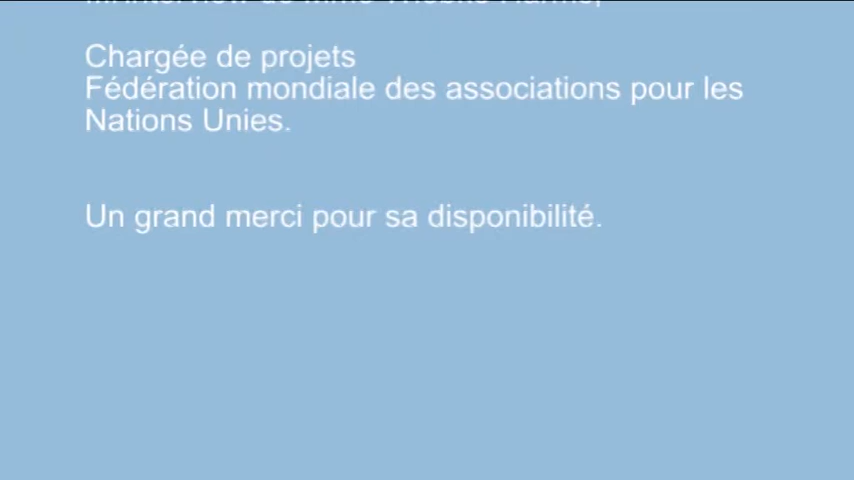 Chargée de projets
Fédération mondiale des associations pour les
Nations Unies.
Un grand merci pour sa disponibilité.